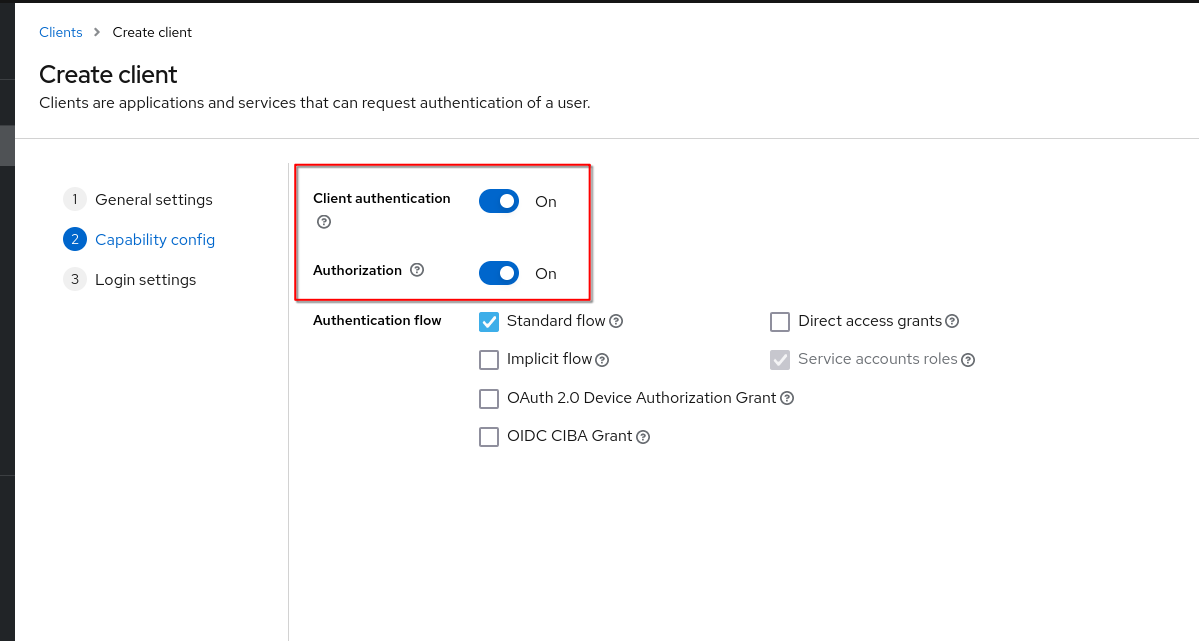 Clients > Create client
Create client
Clients are applications and services that can request authentication of a user.
1 General settings
2 Capability config
3 Login settings
Client authentication
On
Authorization
On
Authentication flow
Standard flow
Direct access grants
Implicit flow
Service accounts roles
OAuth 2.0 Device Authorization Grant
OIDC CIBA Grant